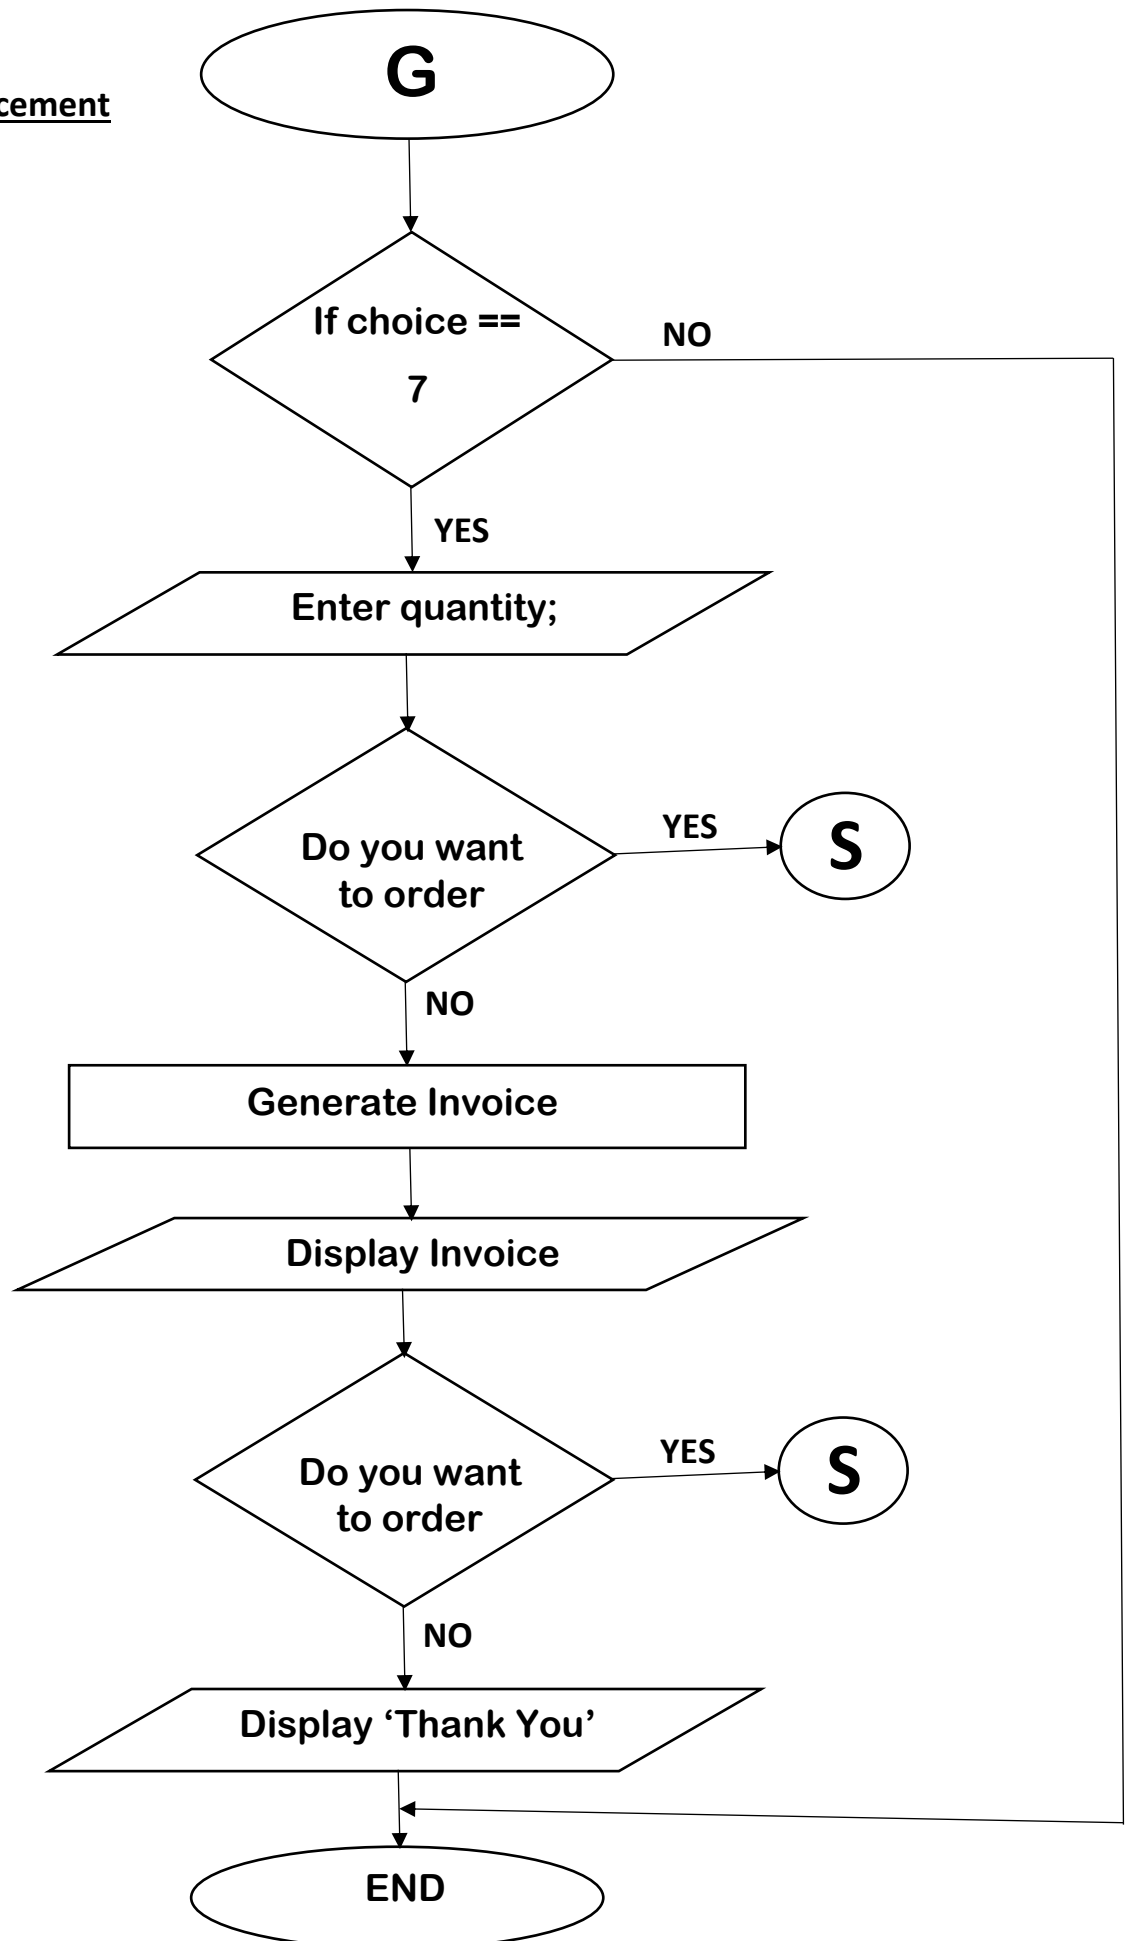 G
cement
If choice ==
NO
7
YES
Enter quantity;
YES
S
Do you want
to order
NO
Generate Invoice
Display Invoice
YES
S
Do you want
to order
NO
Display ‘Thank You’
END